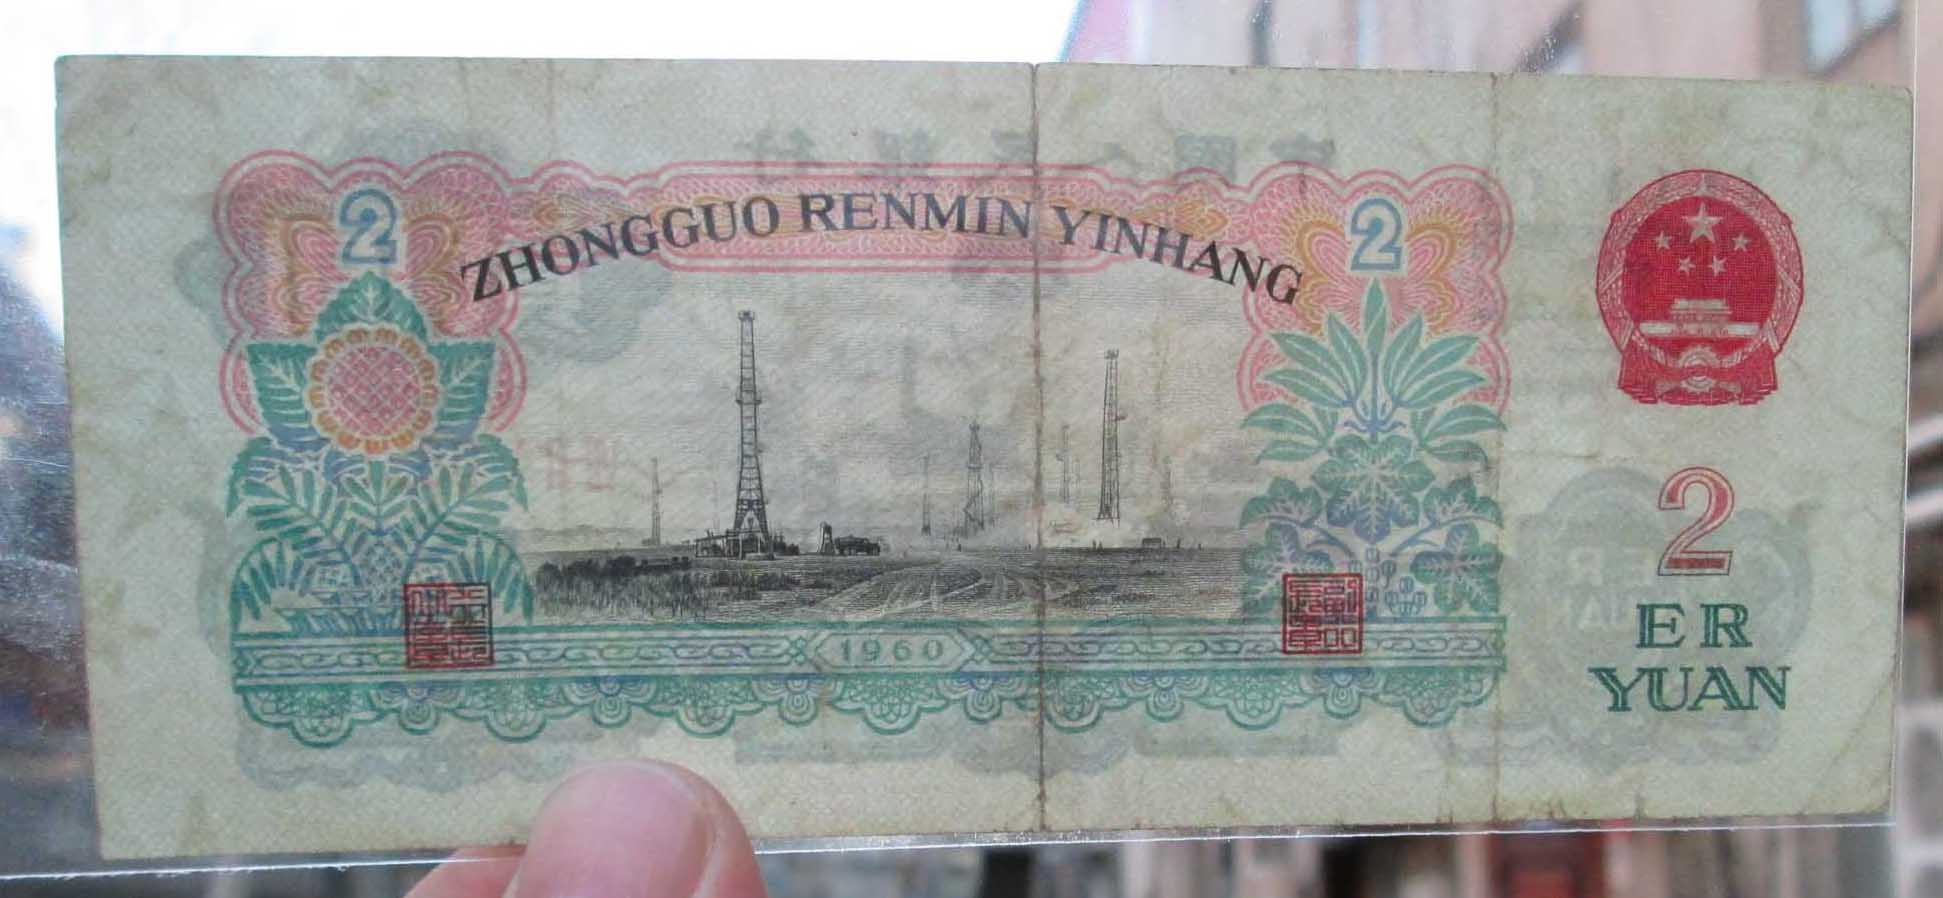 ZHONGGUO RENMIN YINHANG
2
2
2
ER
YUAN
1960